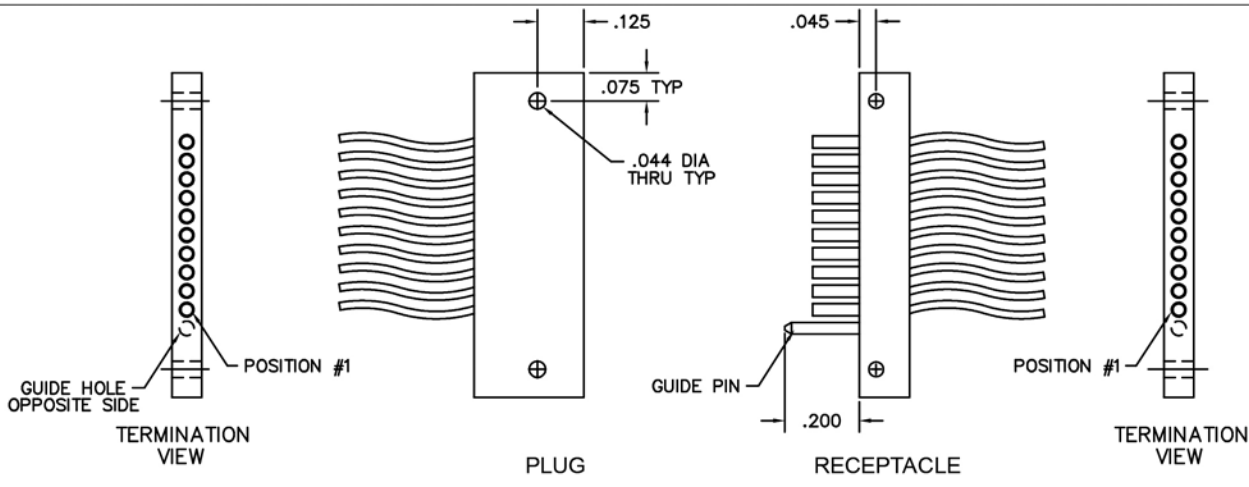 .125
.045
.075 TYP
.044 DIA
THRU TYP
POSITION #1
GUIDE HOLE
OPPOSITE SIDE
TERMINATION
VIEW
PLUG
GUIDE PIN
.200
RECEPTACLE
POSITION #1
TERMINATION
VIEW